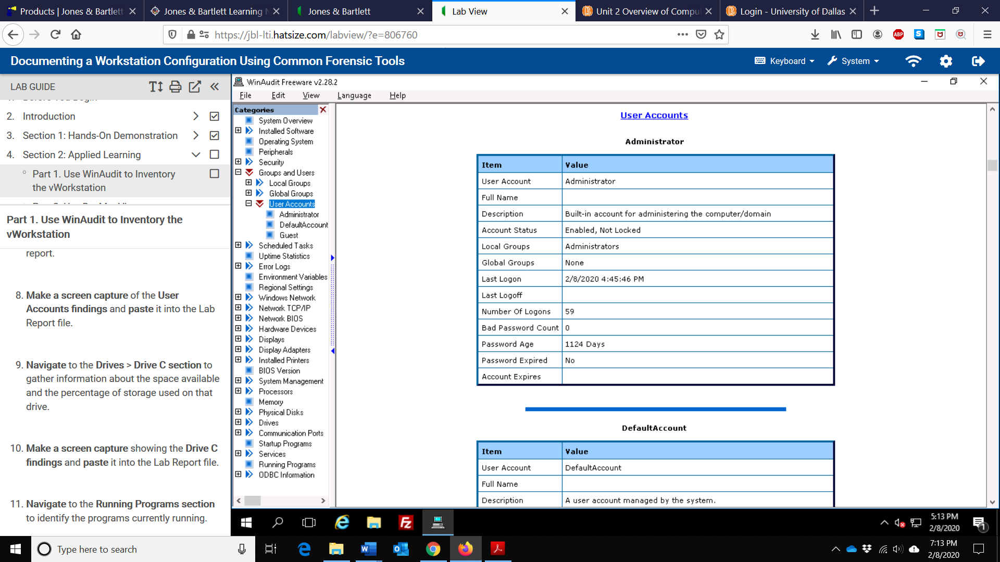 Products | Jones & Bartlett
Jones & Bartlett Learning N
Jones & Bartlett
Lab View
Unit 2 Overview of Compu
Login - University of Dallas
https://jbl-lti.hatsize.com/labview/?e=806760
ABP
S
Documenting a Workstation Configuration Using Common Forensic Tools
Keyboard
System
LAB GUIDE
2. Introduction
3. Section 1: Hands-On Demonstration
4. Section 2: Applied Learning
Part 1. Use WinAudit to Inventory
the vWorkstation
Part 1. Use WinAudit to Inventory the
vWorkstation
report.
8. Make a screen capture of the User
Accounts findings and paste it into the Lab
Report file.
9. Navigate to the Drives > Drive C section to
gather information about the space available
and the percentage of storage used on that
drive.
10. Make a screen capture showing the Drive C
findings and paste it into the Lab Report file.
11. Navigate to the Running Programs section
to identify the programs currently running.
WinAudit Freeware v2.28.2
File Edit View Language Help
Categories
System Overview
Installed Software
Operating System
Peripherals
Security
Groups and Users
Local Groups
Global Groups
User Accounts
Administrator
DefaultAccount
Guest
Scheduled Tasks
Uptime Statistics
Error Logs
Environment Variables
Regional Settings
Windows Network
Network TCP/IP
Network BIOS
Hardware Devices
Displays
Display Adapters
Installed Printers
BIOS Version
System Management
Processors
Memory
Physical Disks
Drives
Communication Ports
Startup Programs
Services
Running Programs
ODBC Information
User Accounts
Administrator
Item Value
User Account Administrator
Full Name
Description Built-in account for administering the computer/domain
Account Status Enabled, Not Locked
Local Groups Administrators
Global Groups None
Last Logon 2/8/2020 4:45:46 PM
Last Logoff
Number Of Logons 59
Bad Password Count 0
Password Age 1124 Days
Password Expired No
Account Expires
DefaultAccount
Item Value
User Account DefaultAccount
Full Name
Description A user account managed by the system.
Fz
5:13 PM
2/8/2020
1
Type here to search
7:13 PM
2/8/2020